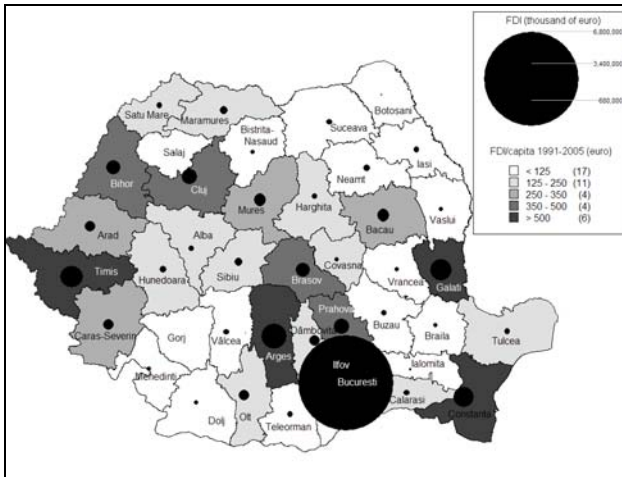 FDI (thousand of euro)
6,800,000
3,400,000
680,000
FDI/capita 1991-2005 (euro)
< 125 (17)
125 - 250 (11)
250 - 350 (4)
350 - 500 (4)
> 500 (6)
Satu Mare
Maramures
Botosani
Suceava
Bistrita-
Nasaud
Salaj
Iasi
Bihor
Cluj
Neamt
Mures
Harghita
Bacau
Vaslui
Arad
Alba
Timis
Hunedoara
Sibiu
Brasov
Covasna
Vrancea
Galati
Caras-Severin
Gorj
Vâlcea
Arges
Dâmbovita
Prahova
Buzau
Braila
Tulcea
Mehedinti
Ilfov
Bucuresti
Ialomita
Calarasi
Constanta
Dolj
Olt
Teleorman